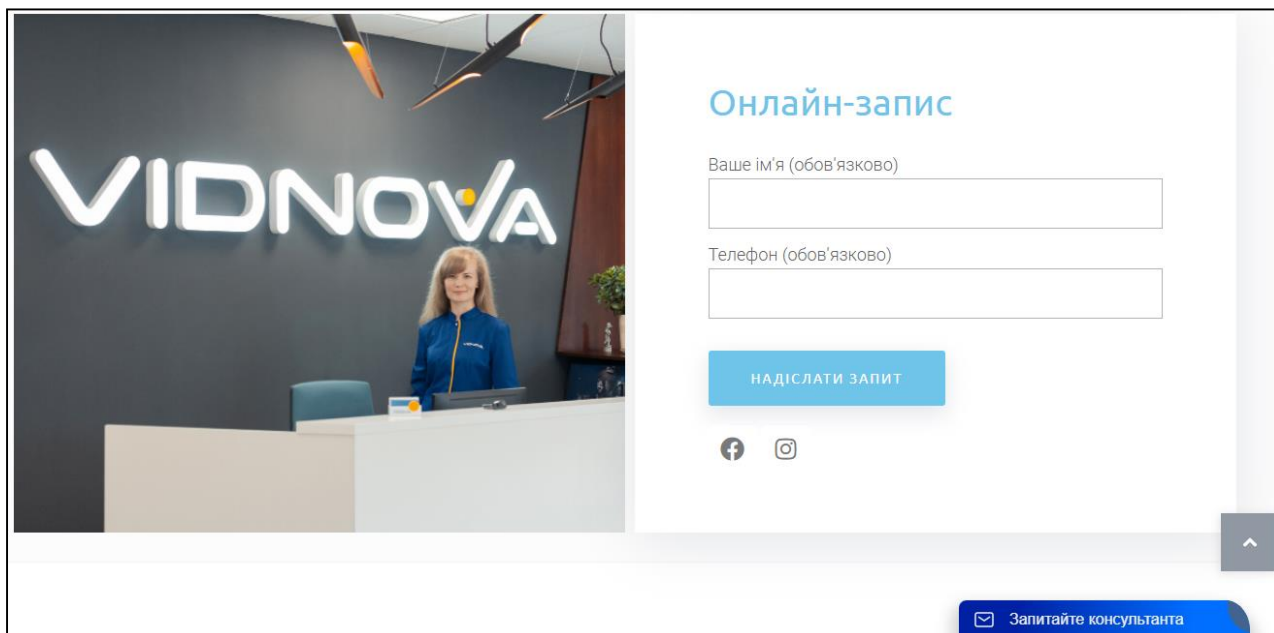 VIDNOVA
Онлайн-запис
Ваше ім'я (обов'язково)
Телефон (обов'язково)
НАДІСЛАТИ ЗАПИТ
Запитайте консультанта